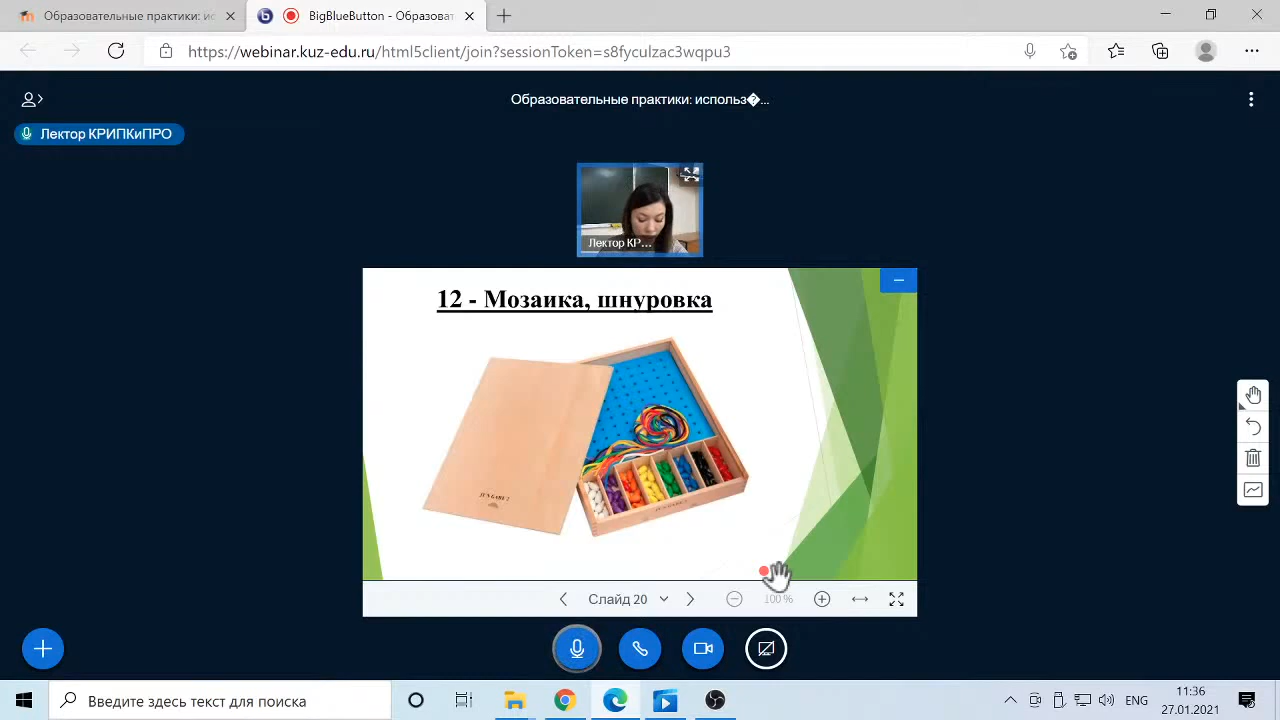 Образовательные практики: ис
BigBlueButton - Образоват
https://webinar.kuz-edu.ru/html5client/join?sessionToken=s8fyculzac3wqpu3
Образовательные практики: использ�...
Лектор КРИПКиПРО
Лектор КР...
12 - Мозаика, шнуровка
Слайд 20
100 %
Введите здесь текст для поиска
ENG
11:36
27.01.2021